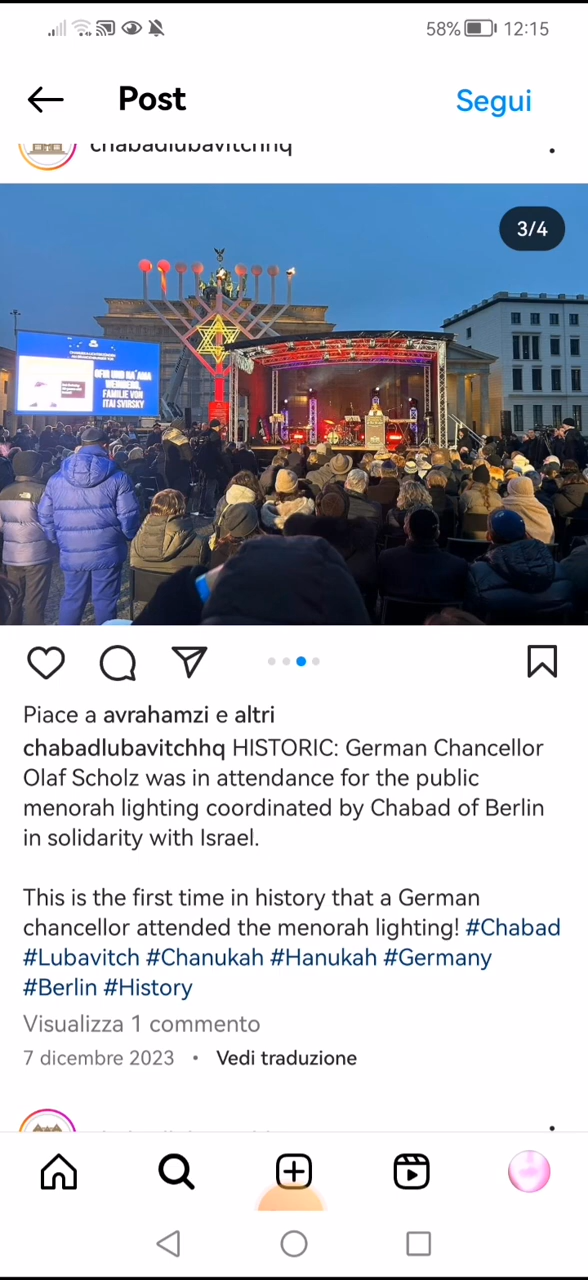 58% 12:15
Post
Segui
chabadlubavitchhq
3/4
OFIR UND RA'ANA
FAMILIE VON
ITAI SVIRSKY
Piace a avrahamzi e altri
chabadlubavitchhq HISTORIC: German Chancellor
Olaf Scholz was in attendance for the public
menorah lighting coordinated by Chabad of Berlin
in solidarity with Israel.
This is the first time in history that a German
chancellor attended the menorah lighting! #Chabad
#Lubavitch #Chanukah #Hanukah #Germany
#Berlin #History
Visualizza 1 commento
7 dicembre 2023 • Vedi traduzione